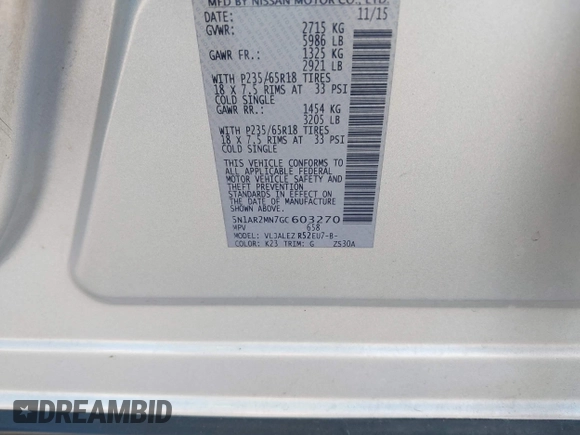 MFD BY NISSAN MOTOR CO., LTD.
DATE: 11/15
GVWR: 2715 KG
5986 LB
GAWR FR.: 1325 KG
2921 LB
WITH P235/65R18 TIRES
18 X 7.5 RIMS AT 33 PSI
COLD SINGLE
GAWR RR.: 1454 KG
3205 LB
WITH P235/65R18 TIRES
18 X 7.5 RIMS AT 33 PSI
COLD SINGLE
THIS VEHICLE CONFORMS TO
ALL APPLICABLE FEDERAL
MOTOR VEHICLE SAFETY AND
THEFT PREVENTION
STANDARDS IN EFFECT ON
THE DATE OF MANUFACTURE
SHOWN ABOVE.
5N1AR2MN7GC603270
MPV 658
MODEL: VLJALEZ R52EU7-B-
COLOR: K23 TRIM: G ZS30A
DREAMBID